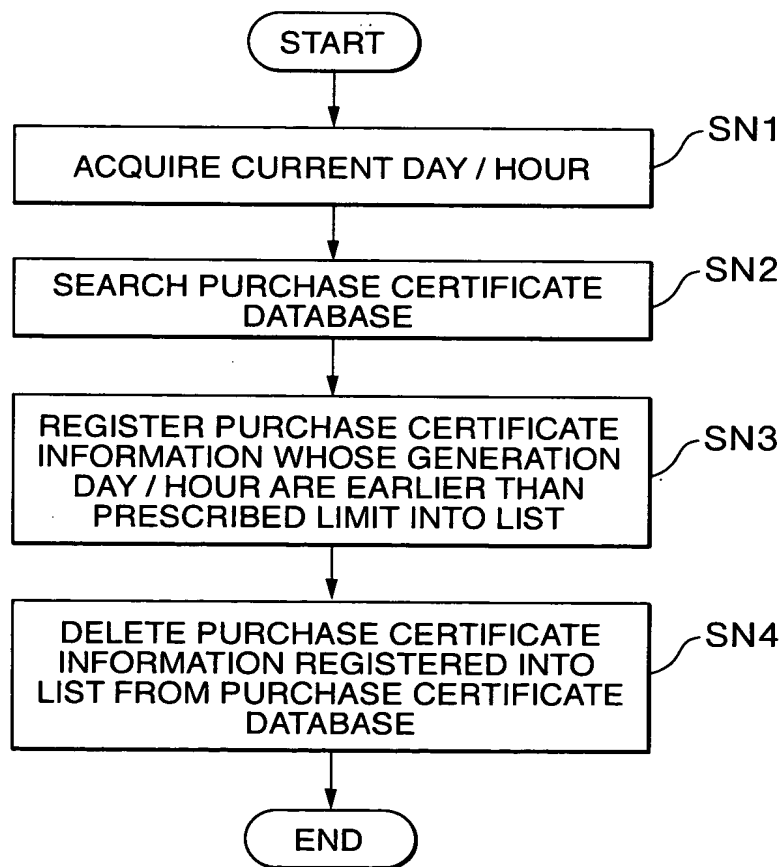 START
SN1
ACQUIRE CURRENT DAY / HOUR
SN2
SEARCH PURCHASE CERTIFICATE
DATABASE
SN3
REGISTER PURCHASE CERTIFICATE
INFORMATION WHOSE GENERATION
DAY / HOUR ARE EARLIER THAN
PRESCRIBED LIMIT INTO LIST
SN4
DELETE PURCHASE CERTIFICATE
INFORMATION REGISTERED INTO
LIST FROM PURCHASE CERTIFICATE
DATABASE
END